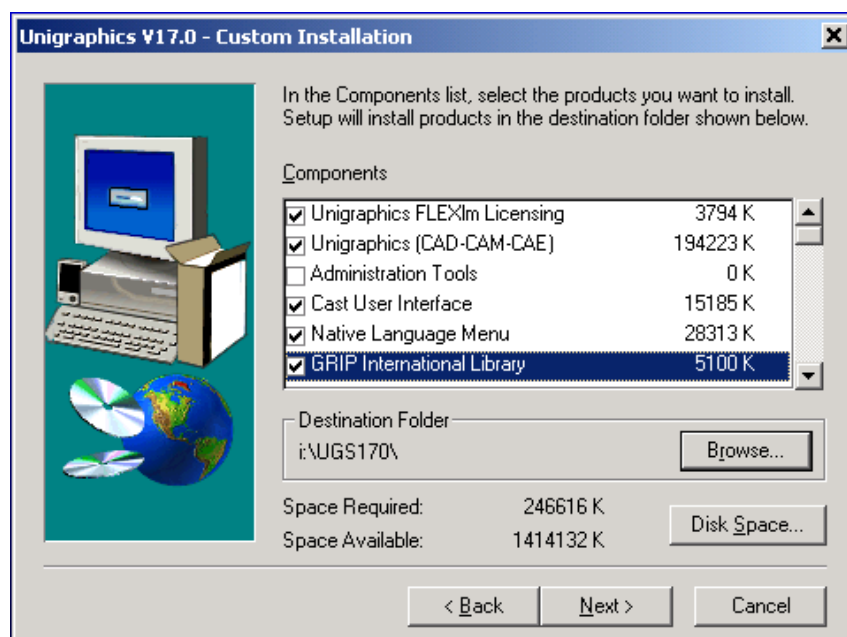 Unigraphics V17.0 - Custom Installation
In the Components list, select the products you want to install.
Setup will install products in the destination folder shown below.
Components
Unigraphics FLEXlm Licensing 3794 K
Unigraphics (CAD-CAM-CAE) 194223 K
Administration Tools 0 K
Cast User Interface 15185 K
Native Language Menu 28313 K
GRIP International Library 5100 K
Destination Folder
i:\UGS170\
Browse...
Space Required: 246616 K
Space Available: 1414132 K
Disk Space...
< Back
Next >
Cancel